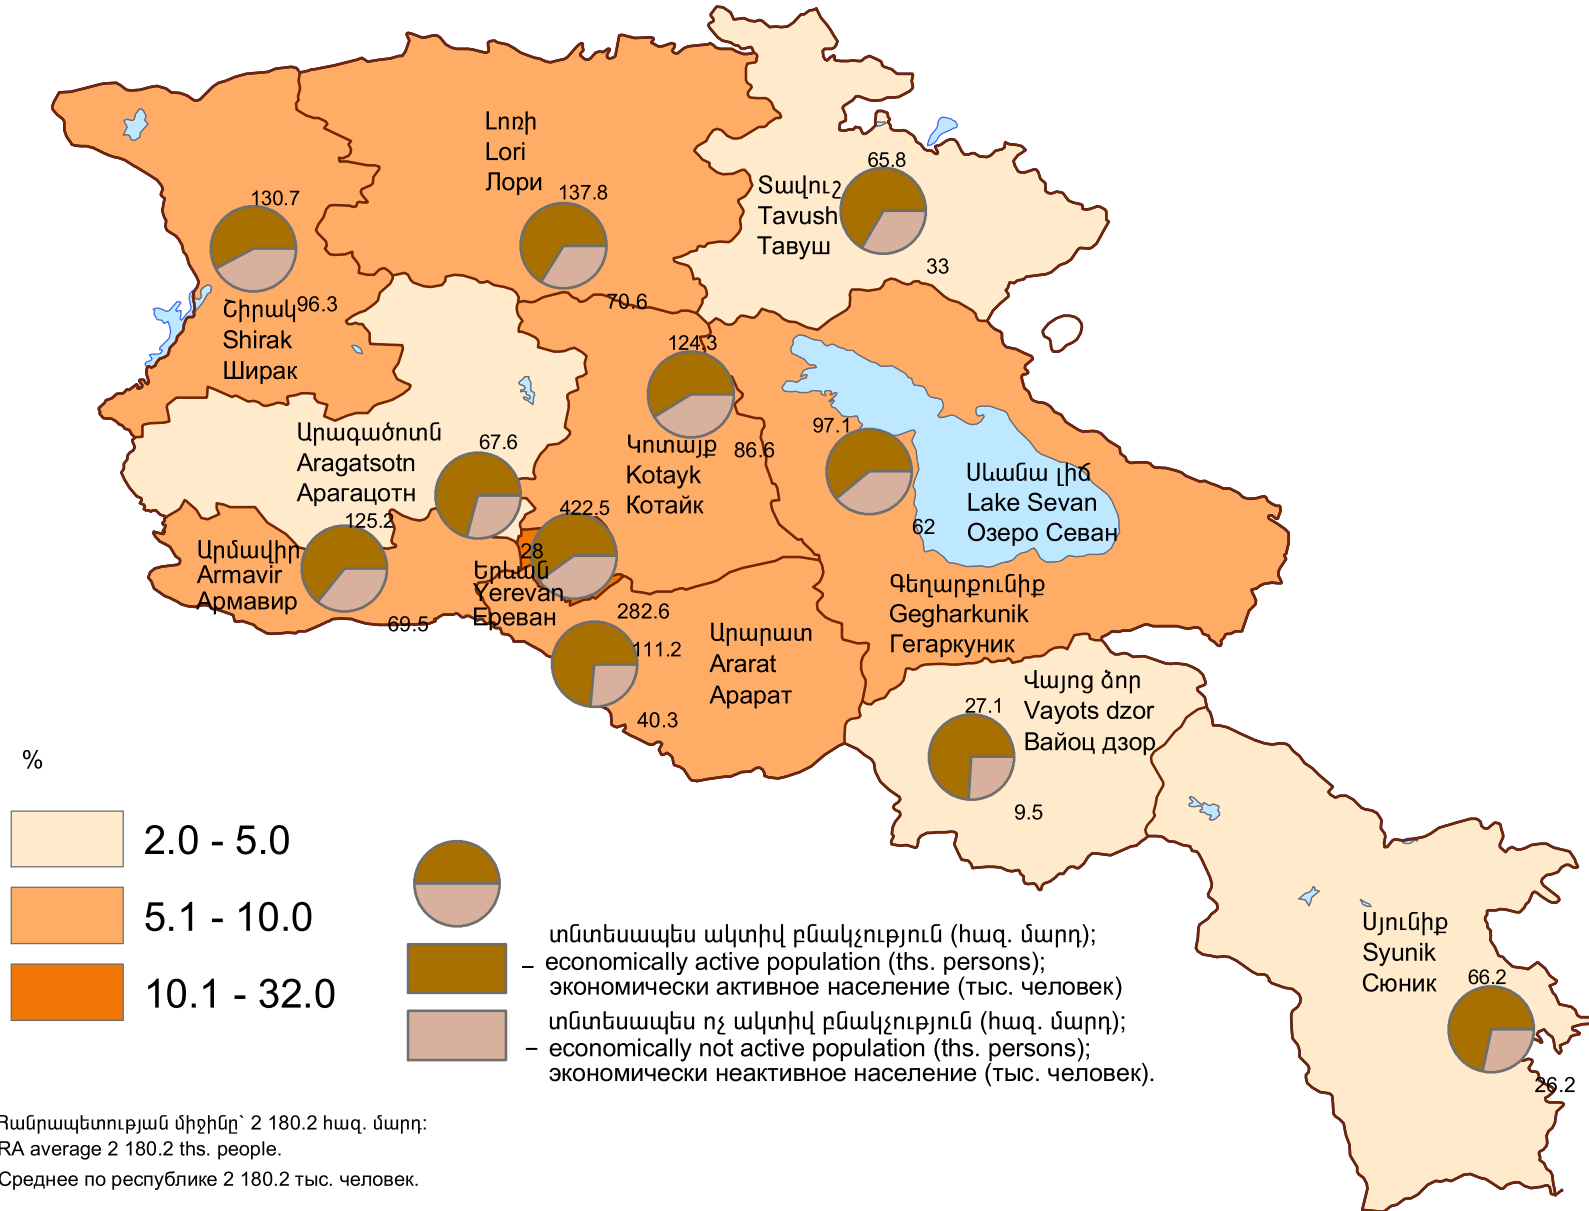 Լոռի
Lori
Лори
137.8
70.6
130.7
96.3
Շիրակ
Shirak
Ширак
65.8
33
Տավուշ
Tavush
Тавуш
124.3
86.6
Կոտայք
Kotayk
Котайк
67.6
28
Արագածոտն
Aragatsotn
Арагацотн
97.1
62
Սևանա լիճ
Lake Sevan
Озеро Севан
Գեղարքունիք
Gegharkunik
Гегаркуник
125.2
69.5
Արմավիր
Armavir
Армавир
422.5
282.6
Երևան
Yerevan
Ереван
111.2
40.3
Արարատ
Ararat
Арарат
27.1
9.5
Վայոց ձոր
Vayots dzor
Вайоц дзор
Սյունիք
Syunik
Сюник
66.2
26.2
%
2.0 - 5.0
5.1 - 10.0
10.1 - 32.0
տնտեսապես ակտիվ բնակչություն (հազ. մարդ);
– economically active population (ths. persons);
экономически активное население (тыс. человек)
տնտեսապես ոչ ակտիվ բնակչություն (հազ. մարդ);
– economically not active population (ths. persons);
экономически неактивное население (тыс. человек).
Հանրապետության միջինը՝ 2 180.2 հազ. մարդ:
RA average 2 180.2 ths. people.
Среднее по республике 2 180.2 тыс. человек.